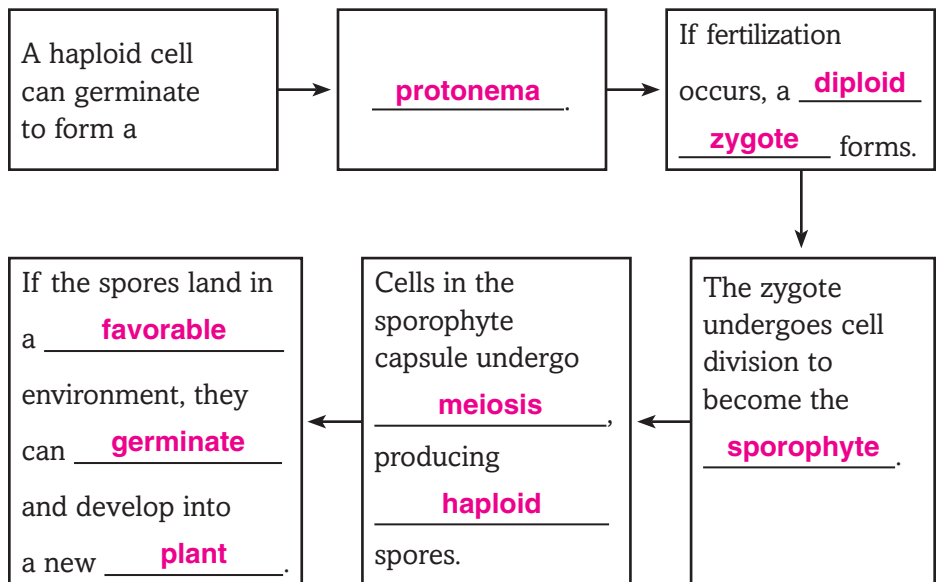 A haploid cell
can germinate
to form a
protonema.
If fertilization
occurs, a diploid
zygote forms.
The zygote
undergoes cell
division to
become the
sporophyte.
Cells in the
sporophyte
capsule undergo
meiosis,
producing
haploid
spores.
If the spores land in
a favorable
environment, they
can germinate
and develop into
a new plant.